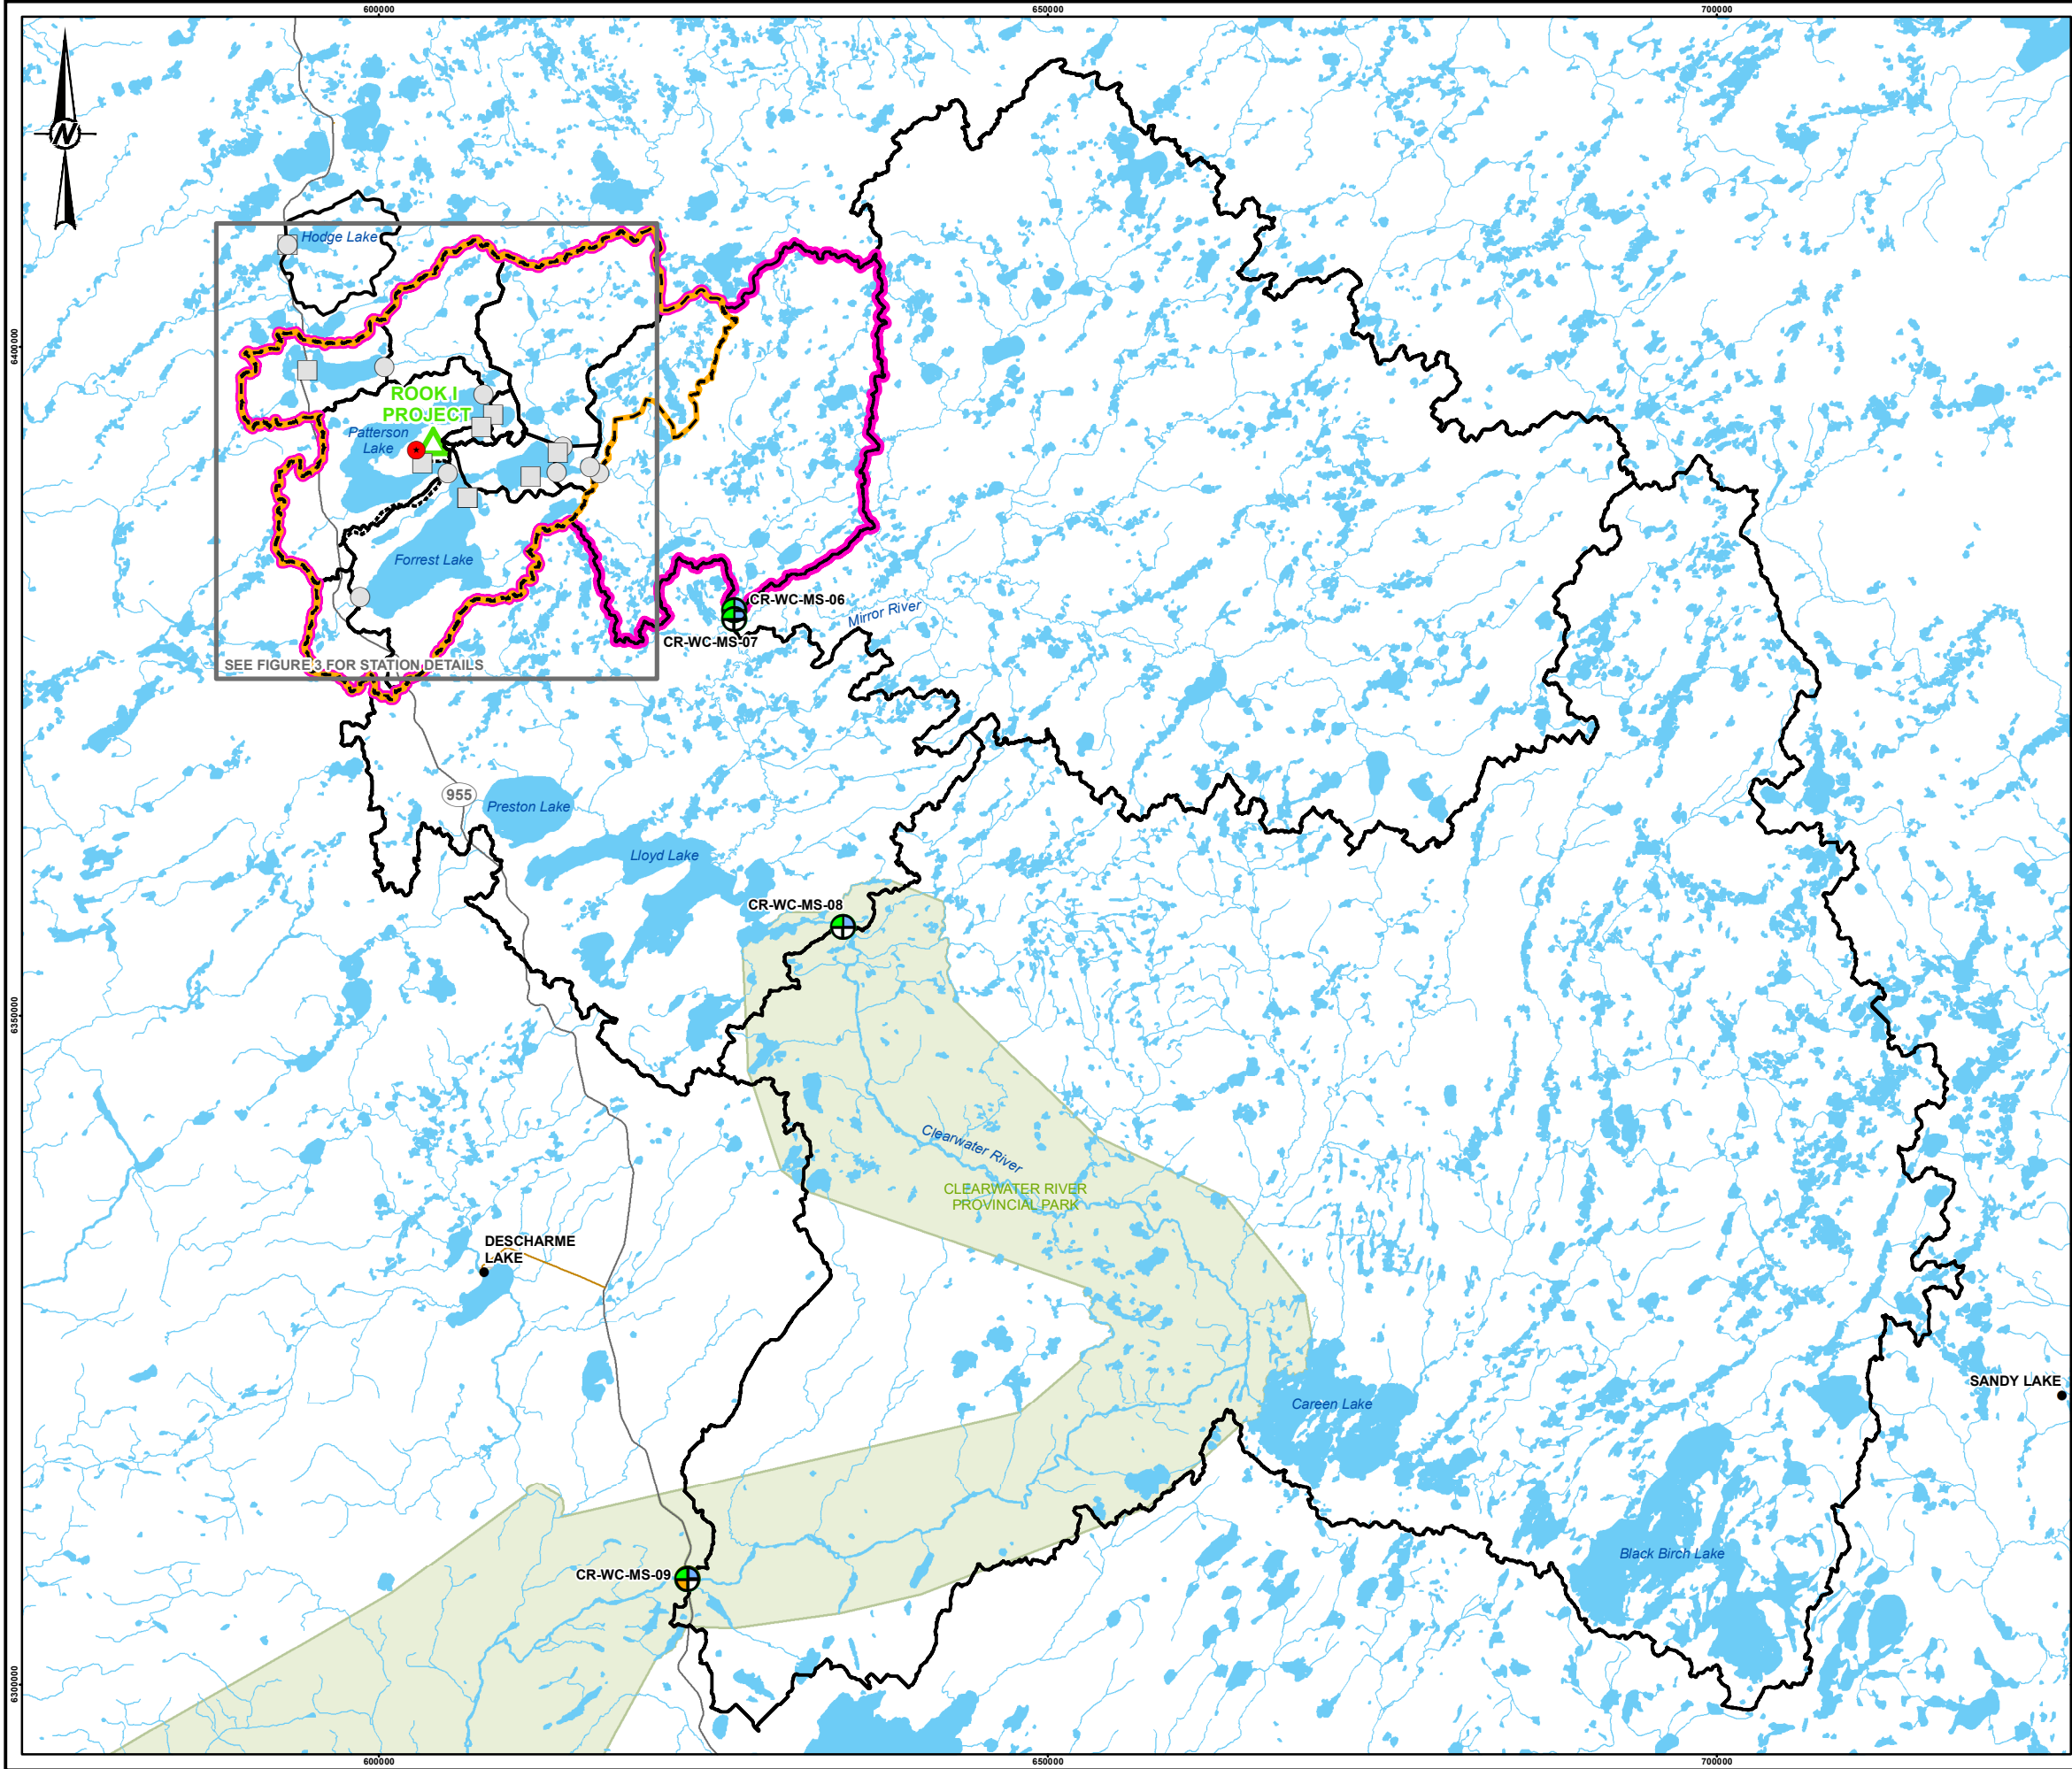 600000
650000
700000
N
Hodge Lake
6400000
ROOK I
PROJECT
Patterson
Lake
Forrest Lake
CR-WC-MS-06
Mirror River
CR-WC-MS-07
SEE FIGURE 3 FOR STATION DETAILS
955
Preston Lake
Lloyd Lake
CR-WC-MS-08
6350000
Clearwater River
CLEARWATER RIVER
PROVINCIAL PARK
DESCHARME
LAKE
SANDY LAKE
Careen Lake
Black Birch Lake
CR-WC-MS-09
6300000
600000
650000
700000